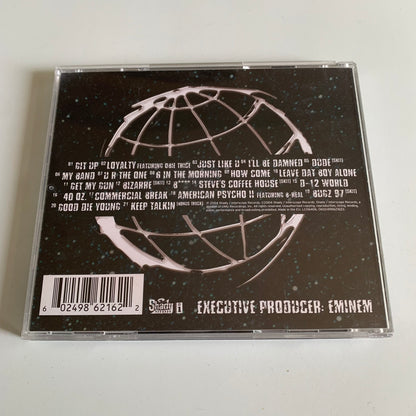 01 GIT UP 02 LOYALTY FEATURING OBIE TRICE 03 JUST LIKE U 04 I'LL BE DAMNED 05 DUDE [SKIT]
06 MY BAND 07 U R THE ONE 08 6 IN THE MORNING 09 HOW COME 10 LEAVE DAT BOY ALONE
11 GET MY GUN 12 BIZARRE [SKIT] 13 B**** 14 STEVE'S COFFEE HOUSE [SKIT] 15 D-12 WORLD
16 40 OZ. 17 COMMERCIAL BREAK 18 AMERICAN PSYCHO II FEATURING B-REAL 19 BUGZ 97 [SKIT]
20 GOOD DIE YOUNG 21 KEEP TALKIN [BONUS TRICK]
Shady
EXECUTIVE PRODUCER: EMINEM
6 02498 62162 2